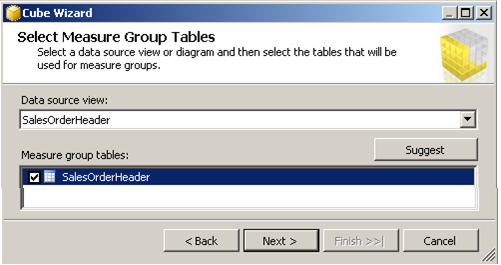 Cube Wizard
Select Measure Group Tables
Select a data source view or diagram and then select the tables that will be
used for measure groups.
Data source view:
SalesOrderHeader
Suggest
Measure group tables:
SalesOrderHeader
< Back
Next >
Finish >>|
Cancel